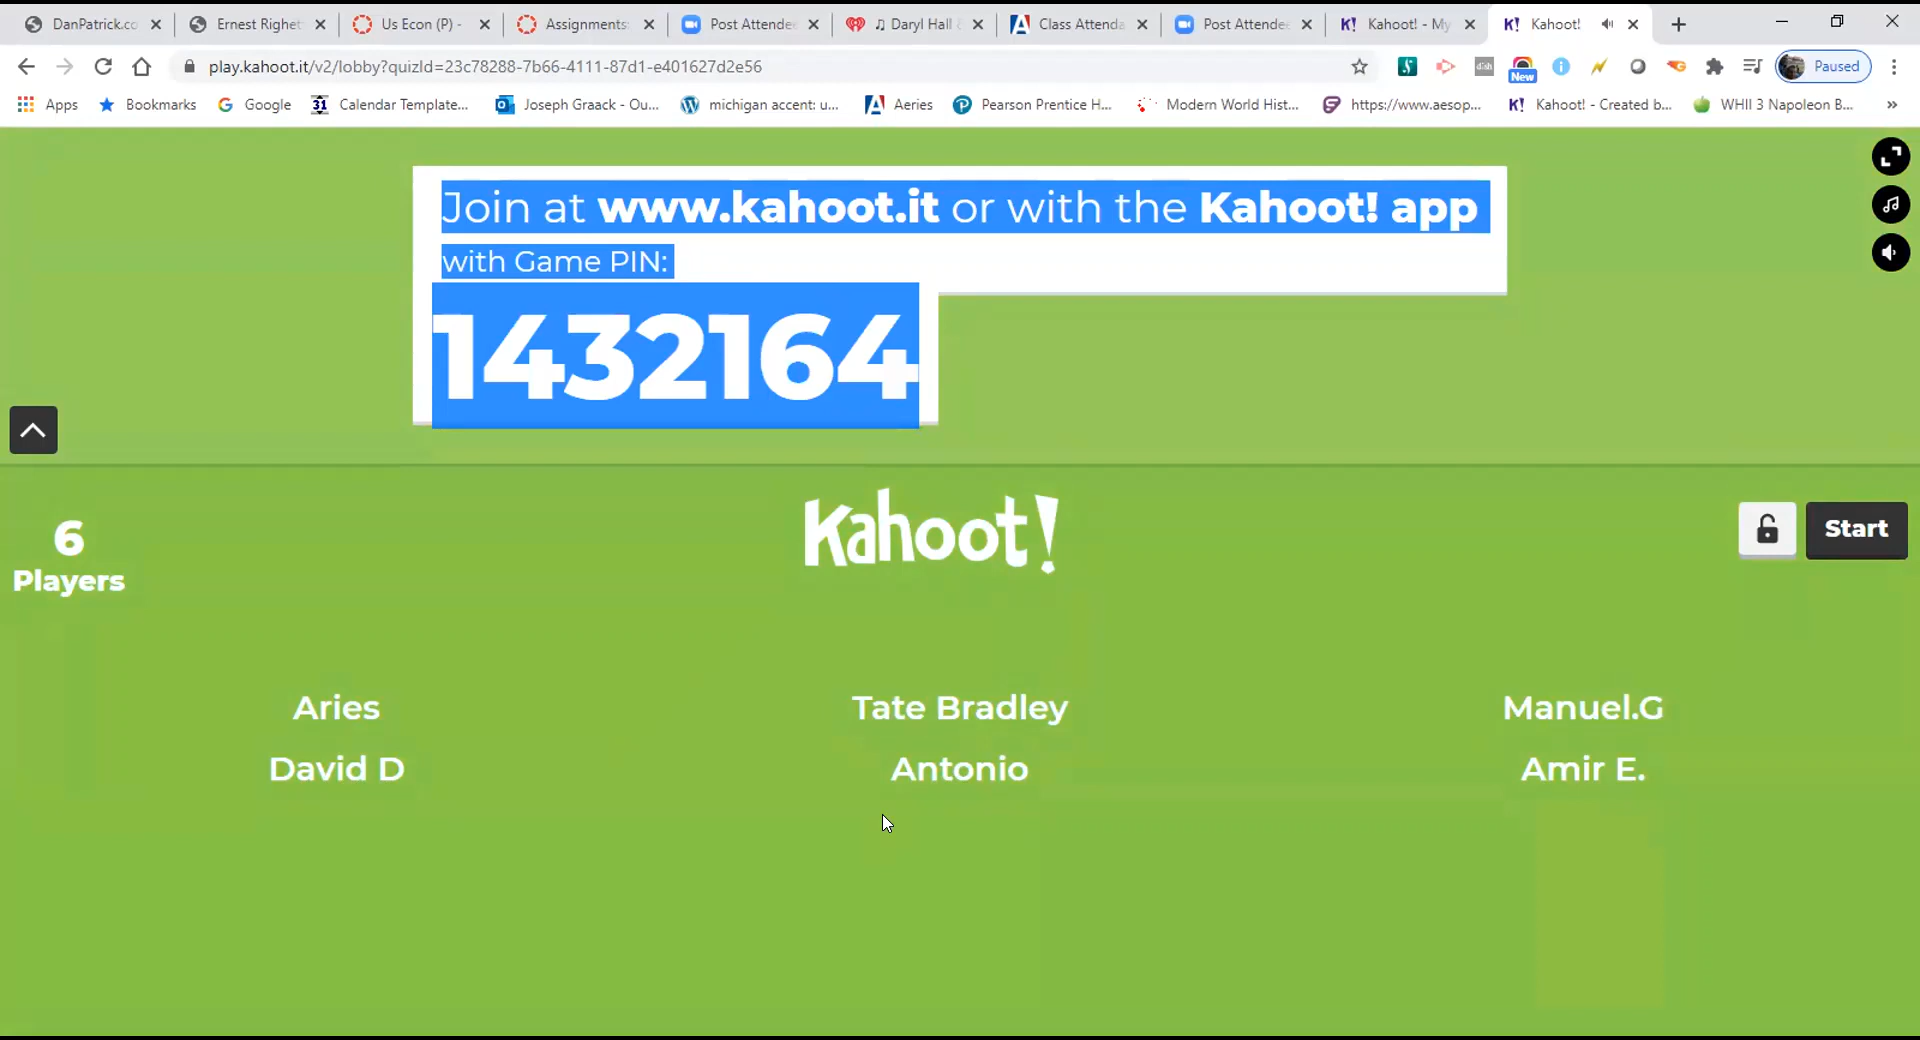 DanPatrick.co
Ernest Righet
Us Econ (P) -
Assignments:
Post Attendee
Daryl Hall &
Class Attenda
Post Attendee
Kahoot! - My
Kahoot!
play.kahoot.it/v2/lobby?quizId=23c78288-7b66-4111-87d1-e401627d2e56
dish
New
Paused
Apps
Bookmarks
Google
31 Calendar Template...
Joseph Graack - Ou...
michigan accent: u...
Aeries
Pearson Prentice H...
Modern World Hist...
https://www.aesop...
K! Kahoot! - Created b...
WHII 3 Napoleon B...
Join at www.kahoot.it or with the Kahoot! app
with Game PIN:
1432164
6
Players
Kahoot!
Start
Aries
Tate Bradley
Manuel.G
David D
Antonio
Amir E.